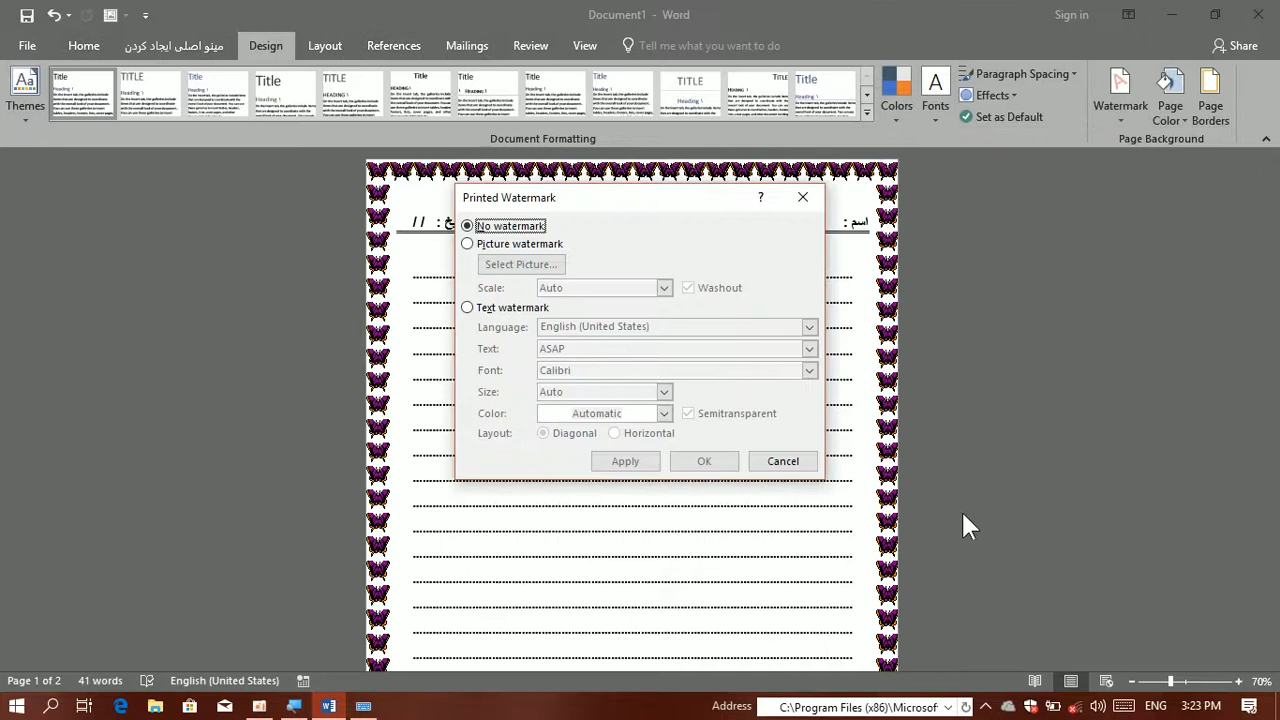 Document1 - Word
Sign in
File Home مینو اصلی ایجاد کردن Design Layout References Mailings Review View Tell me what you want to do Share
Themes
Colors Fonts
Paragraph Spacing
Effects
Set as Default
Watermark Page Color Page Borders
Document Formatting
Page Background
اسم :
Printed Watermark
No watermark
Picture watermark
Select Picture...
Scale: Auto Washout
Text watermark
Language: English (United States)
Text: ASAP
Font: Calibri
Size: Auto
Color: Automatic Semitransparent
Layout: Diagonal Horizontal
Apply OK Cancel
Page 1 of 2 41 words English (United States) 70%
Address C:\Program Files (x86)\Microsof ENG 3:23 PM